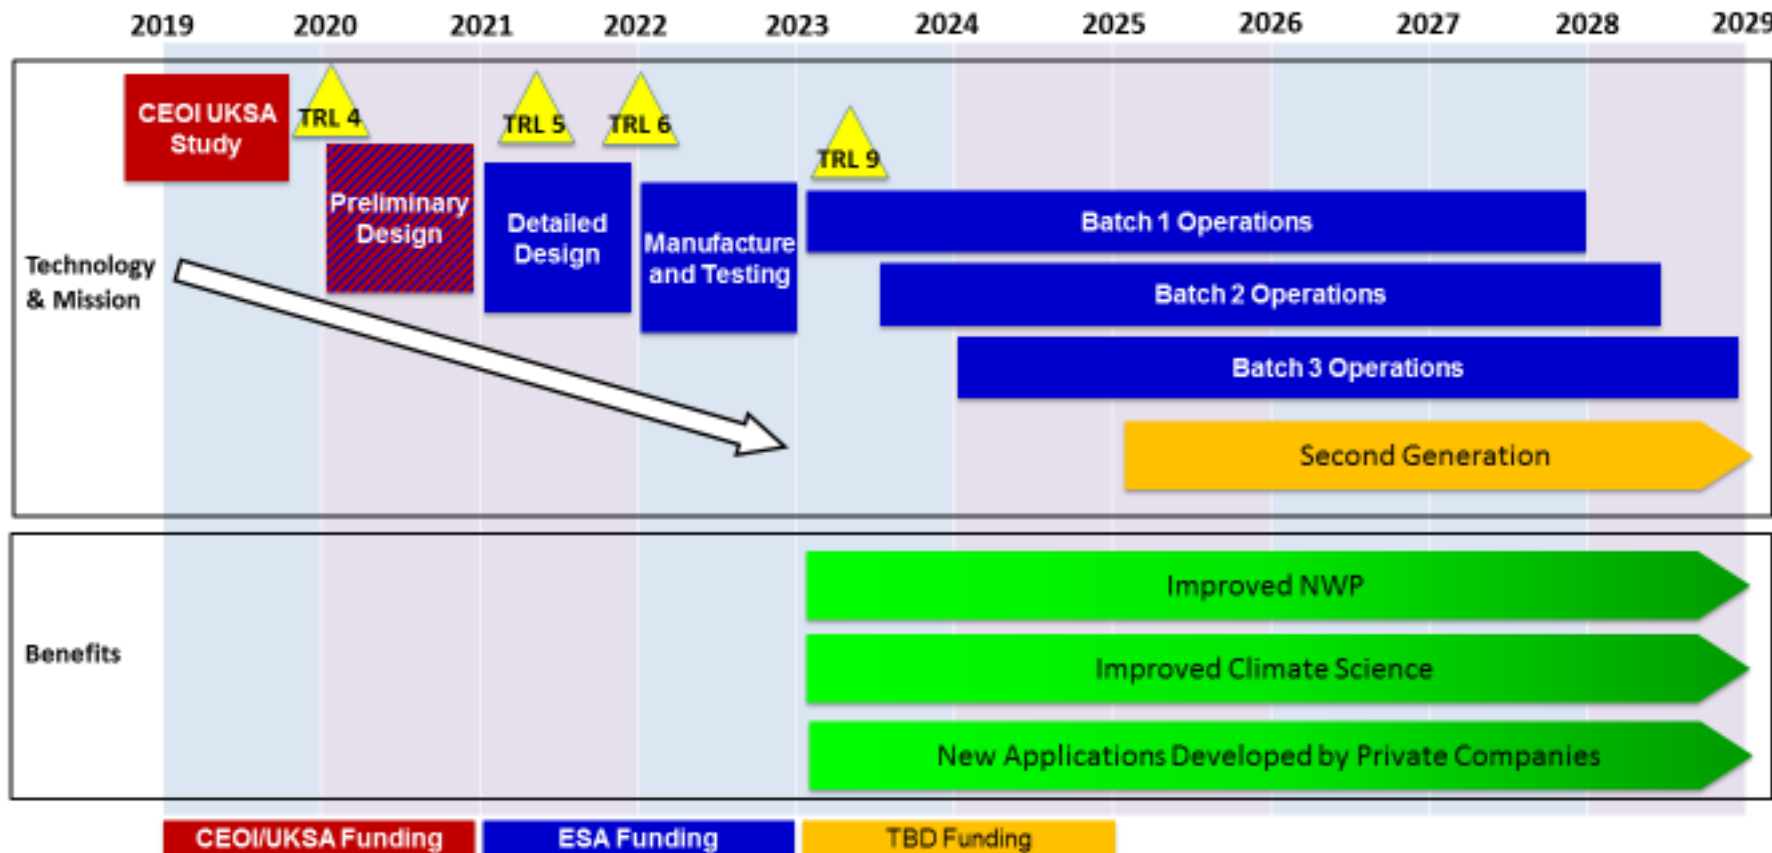 2019 2020 2021 2022 2023 2024 2025 2026 2027 2028 2029
CEOI UKSA
Study
TRL 4
TRL 5
TRL 6
TRL 9
Preliminary
Design
Detailed
Design
Manufacture
and Testing
Batch 1 Operations
Batch 2 Operations
Batch 3 Operations
Technology
& Mission
Second Generation
Improved NWP
Benefits
Improved Climate Science
New Applications Developed by Private Companies
CEOI/UKSA Funding
ESA Funding
TBD Funding